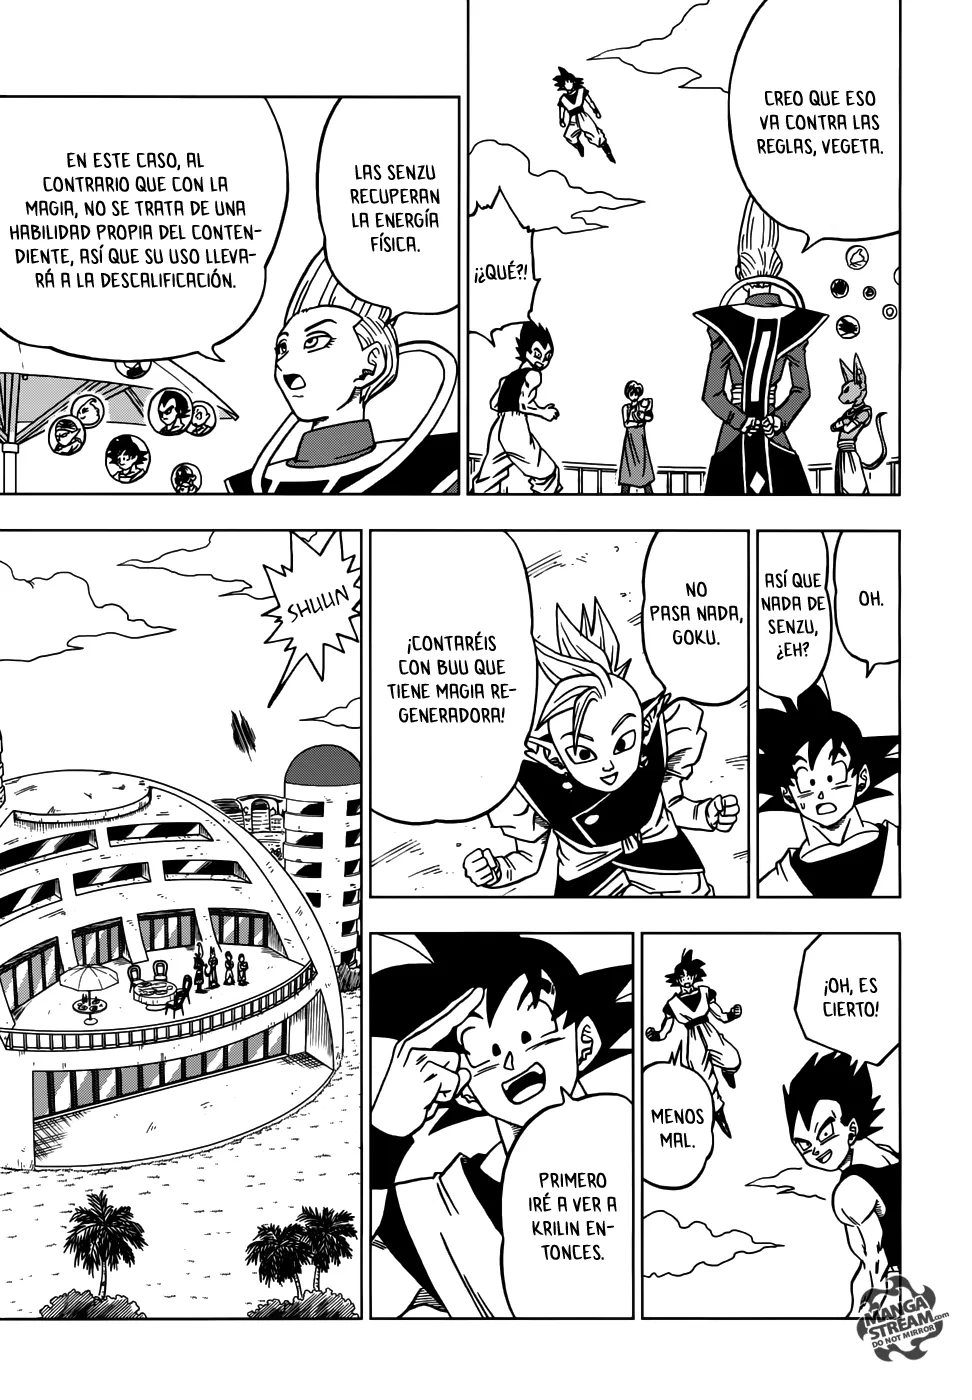 CREO QUE ESO
VA CONTRA LAS
REGLAS, VEGETA.
¡¿QUÉ?!
LAS SENZU
RECUPERAN
LA ENERGÍA
FÍSICA.
EN ESTE CASO, AL
CONTRARIO QUE CON LA
MAGIA, NO SE TRATA DE UNA
HABILIDAD PROPIA DEL CONTEN-
DIENTE, ASÍ QUE SU USO LLEVA-
RÁ A LA DESCALIFICACIÓN.
OH.
ASÍ QUE
NADA DE
SENZU,
¿EH?
NO
PASA NADA,
GOKU.
¡CONTARÉIS
CON BUU QUE
TIENE MAGIA RE-
GENERADORA!
¡OH, ES
CIERTO!
MENOS
MAL.
PRIMERO
IRÉ A VER A
KRILIN EN-
TONCES.
SHUUN
MANGA
STREAM.com
DO NOT MIRROR